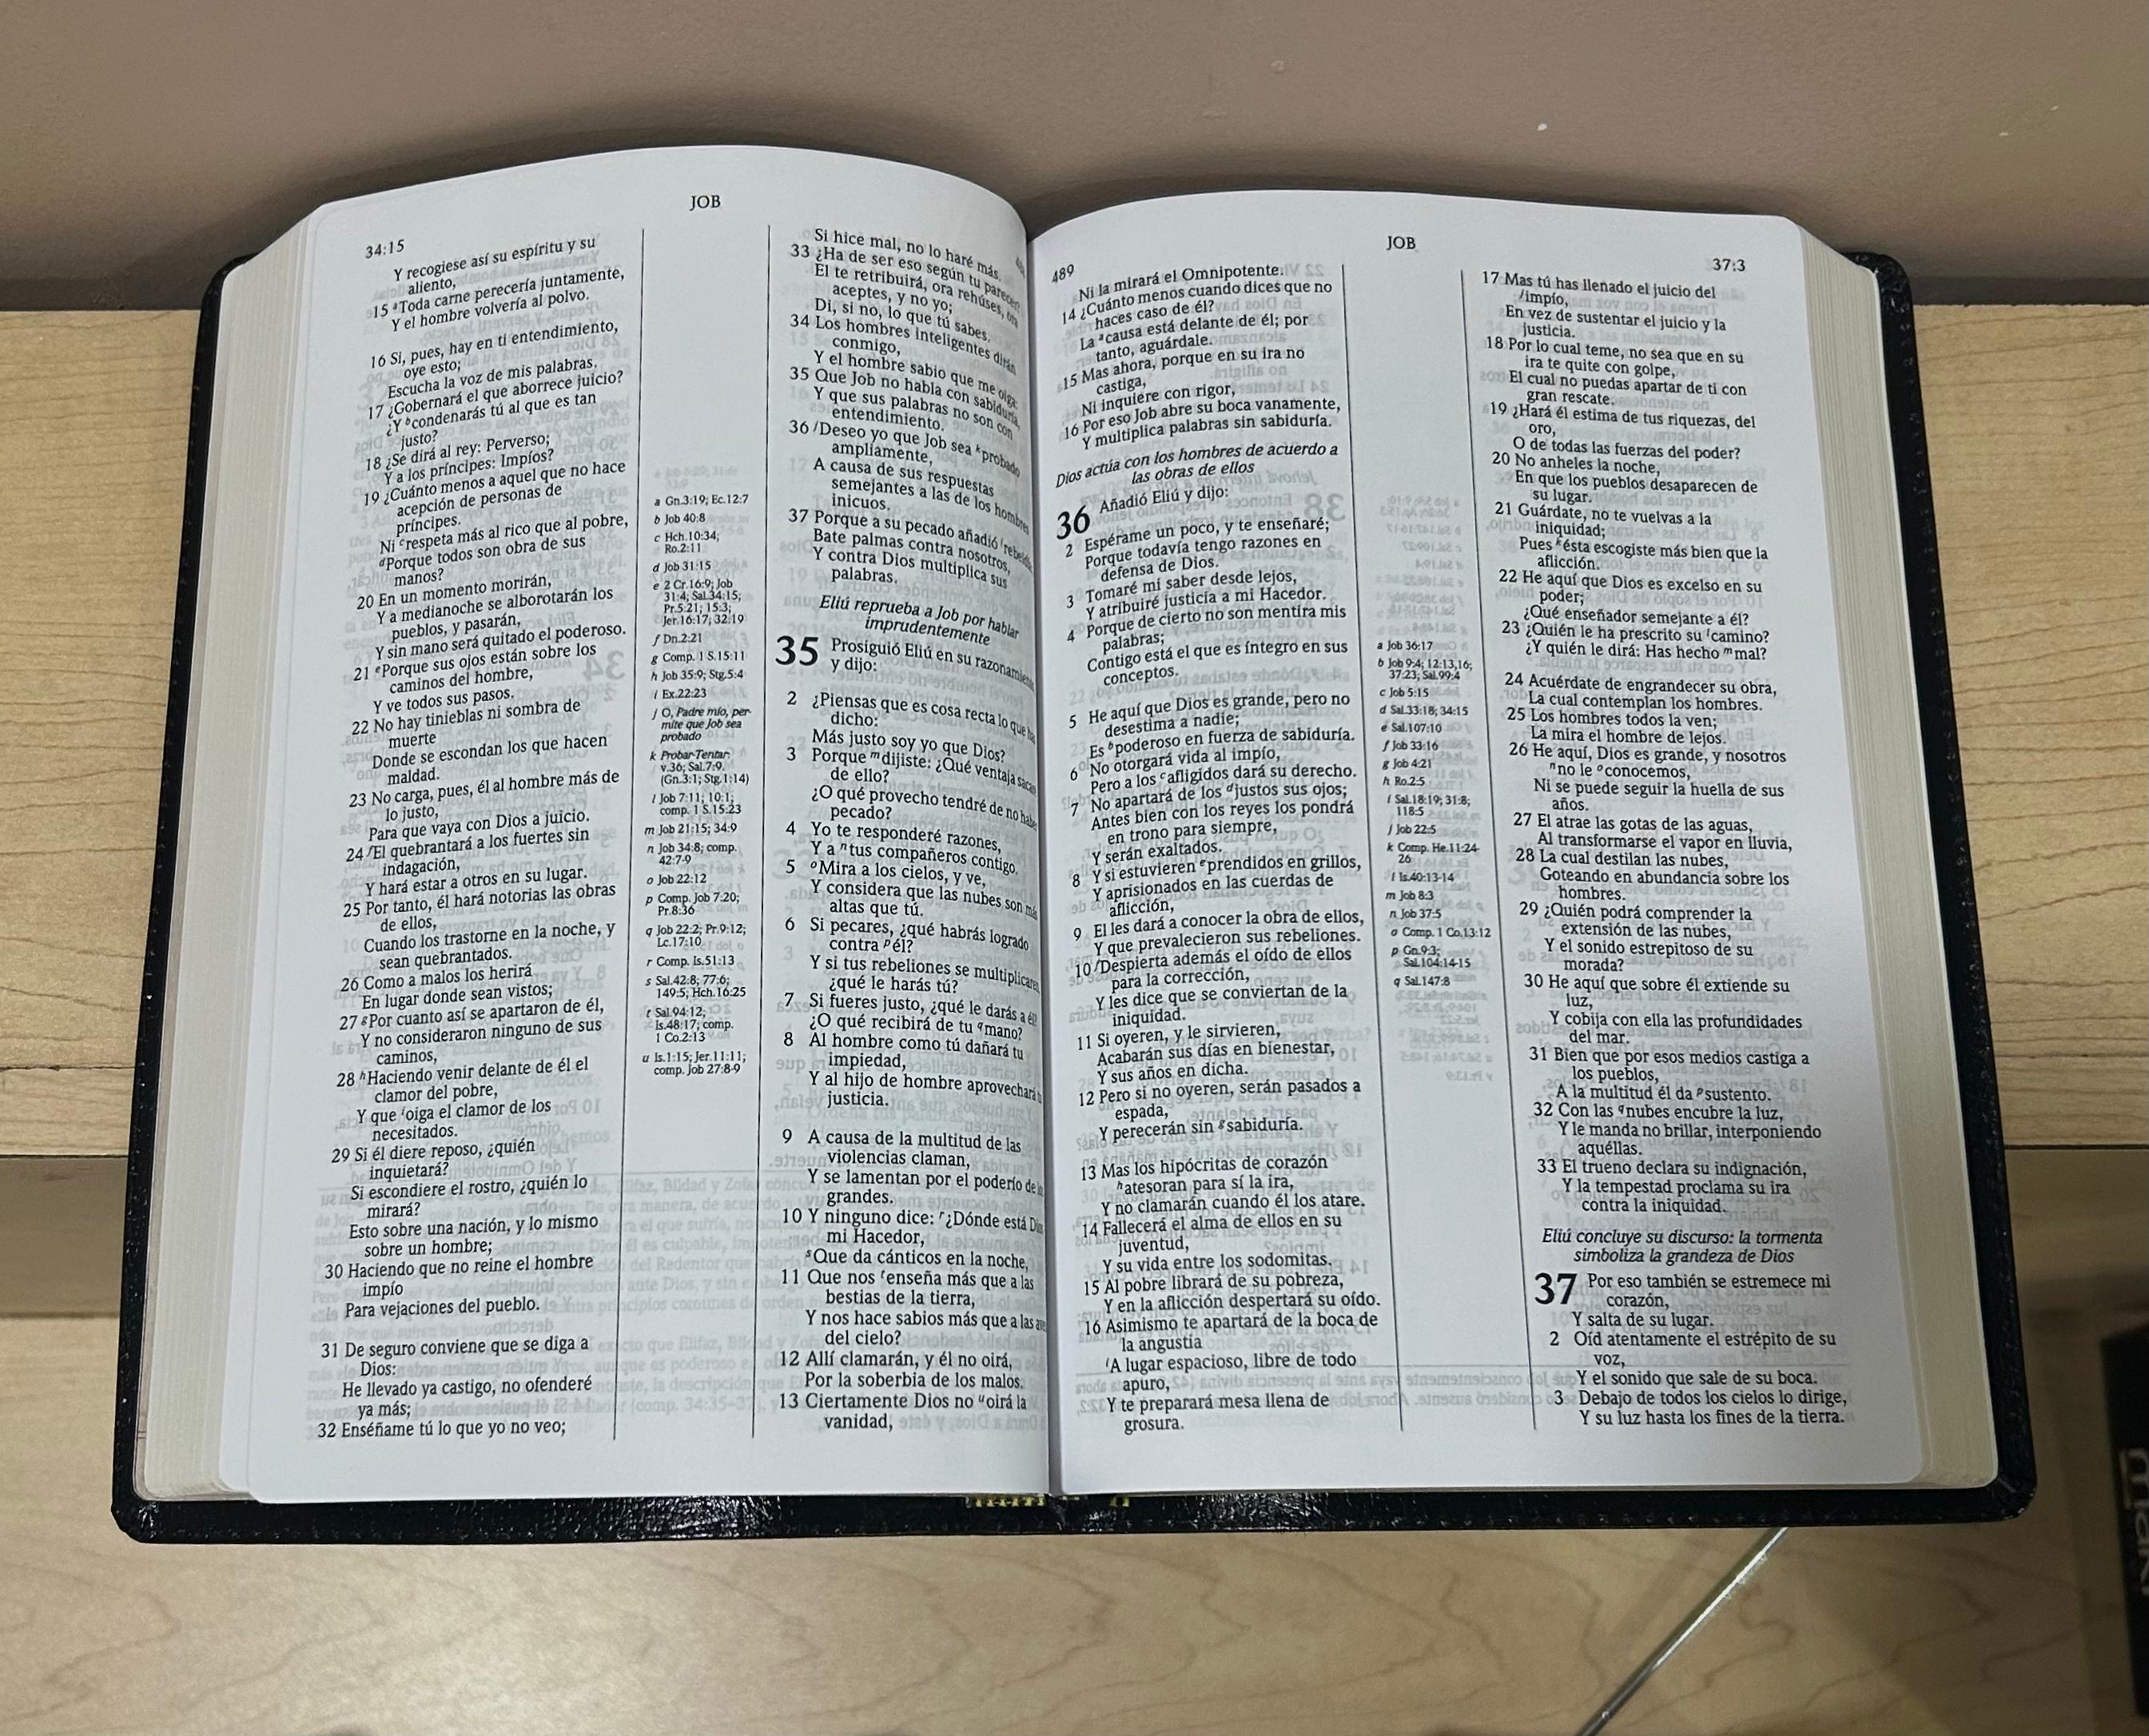 34:15
JOB
Y recogiese así su espíritu y su
aliento,
15 aToda carne perecería juntamente,
Y el hombre volvería al polvo.
16 Si, pues, hay en ti entendimiento,
oye esto;
Escucha la voz de mis palabras.
17 ¿Gobernará el que aborrece juicio?
¿Y bcondenarás tú al que es tan
justo?
18 ¿Se dirá al rey: Perverso;
Y a los príncipes: Impíos?
19 ¿Cuánto menos a aquel que no hace
acepción de personas de
príncipes.
Ni crespeta más al rico que al pobre,
dPorque todos son obra de sus
manos?
20 En un momento morirán,
Y a medianoche se alborotarán los
pueblos, y pasarán,
Y sin mano será quitado el poderoso.
21 ePorque sus ojos están sobre los
caminos del hombre,
Y ve todos sus pasos.
22 No hay tinieblas ni sombra de
muerte
Donde se escondan los que hacen
maldad.
23 No carga, pues, él al hombre más de
lo justo,
Para que vaya con Dios a juicio.
24 fEl quebrantará a los fuertes sin
indagación,
Y hará estar a otros en su lugar.
25 Por tanto, él hará notorias las obras
de ellos,
Cuando los trastorne en la noche, y
sean quebrantados.
26 Como a malos los herirá
En lugar donde sean vistos;
27 gPor cuanto así se apartaron de él,
Y no consideraron ninguno de sus
caminos,
28 hHaciendo venir delante de él el
clamor del pobre,
Y que ioiga el clamor de los
necesitados.
29 Si él diere reposo, ¿quién
inquietará?
Si escondiere el rostro, ¿quién lo
mirará?
Esto sobre una nación, y lo mismo
sobre un hombre;
30 Haciendo que no reine el hombre
impío
Para vejaciones del pueblo.
31 De seguro conviene que se diga a
Dios:
He llevado ya castigo, no ofenderé
ya más;
32 Enséñame tú lo que yo no veo;
a Gn.3:19; Ec.12:7
b Job 40:8
c Hch.10:34;
Ro.2:11
d Job 31:15
e 2 Cr.16:9; Job
31:4; Sal.34:15;
Pr.5:21; 15:3;
Jer.16:17; 32:19
f Dn.2:21
g Comp. 1 S.15:11
h Job 35:9; Stg.5:4
i Ex.22:23
j O, Padre mío, per-
mite que Job sea
probado
k Probar-Tentar:
v.36; Sal.7:9.
(Gn.3:1; Stg.1:14)
l Job 7:11; 10:1;
comp. 1 S.15:23
m Job 21:15; 34:9
n Job 34:8; comp.
42:7-9
o Job 22:12
p Comp. Job 7:20;
Pr.8:36
q Job 22:2; Pr.9:12;
Lc.17:10
r Comp. Is.51:13
s Sal.42:8; 77:6;
149:5; Hch.16:25
t Sal.94:12;
Is.48:17; comp.
1 Co.2:13
u Is.1:15; Jer.11:11;
comp. Job 27:8-9
Si hice mal, no lo haré más.
33 ¿Ha de ser eso según tu parecer?
El te retribuirá, ora rehúses, ora
aceptes, y no yo;
Di, si no, lo que tú sabes.
34 Los hombres inteligentes dirán
conmigo,
Y el hombre sabio que me oiga:
35 Que Job no habla con sabiduría,
Y que sus palabras no son con
entendimiento.
36 jDeseo yo que Job sea kprobado
ampliamente,
A causa de sus respuestas
semejantes a las de los hombres
inicuos.
37 Porque a su pecado añadió lrebeldía;
Bate palmas contra nosotros,
Y contra Dios multiplica sus
palabras.
Eliú reprueba a Job por hablar
imprudentemente
35 Prosiguió Eliú en su razonamiento
y dijo:
2 ¿Piensas que es cosa recta lo que has
dicho:
Más justo soy yo que Dios?
3 Porque mdijiste: ¿Qué ventaja sacaré
de ello?
¿O qué provecho tendré de no haber
pecado?
4 Yo te responderé razones,
Y a ntus compañeros contigo.
5 oMira a los cielos, y ve,
Y considera que las nubes son más
altas que tú.
6 Si pecares, ¿qué habrás logrado
contra pél?
Y si tus rebeliones se multiplicaren,
¿qué le harás tú?
7 Si fueres justo, ¿qué le darás a él?
¿O qué recibirá de tu qmano?
8 Al hombre como tú dañará tu
impiedad,
Y al hijo de hombre aprovechará tu
justicia.
9 A causa de la multitud de las
violencias claman,
Y se lamentan por el poderío de los
grandes.
10 Y ninguno dice: r¿Dónde está Dios
mi Hacedor,
sQue da cánticos en la noche,
11 Que nos tenseña más que a las
bestias de la tierra,
Y nos hace sabios más que a las aves
del cielo?
12 Allí clamarán, y él no oirá,
Por la soberbia de los malos.
13 Ciertamente Dios no uoirá la
vanidad,
489
JOB
37:3
Ni la mirará el Omnipotente.
14 ¿Cuánto menos cuando dices que no
haces caso de él?
La acausa está delante de él; por
tanto, aguárdale.
15 Mas ahora, porque en su ira no
castiga,
Ni inquiere con rigor,
16 Por eso Job abre su boca vanamente,
Y multiplica palabras sin sabiduría.
Dios actúa con los hombres de acuerdo a
las obras de ellos
36 Añadió Eliú y dijo:
2 Espérame un poco, y te enseñaré;
Porque todavía tengo razones en
defensa de Dios.
3 Tomaré mi saber desde lejos,
Y atribuiré justicia a mi Hacedor.
4 Porque de cierto no son mentira mis
palabras;
Contigo está el que es íntegro en sus
conceptos.
5 He aquí que Dios es grande, pero no
desestima a nadie;
Es bpoderoso en fuerza de sabiduría.
6 No otorgará vida al impío,
Pero a los cafligidos dará su derecho.
7 No apartará de los djustos sus ojos;
Antes bien con los reyes los pondrá
en trono para siempre,
Y serán exaltados.
8 Y si estuvieren eprendidos en grillos,
Y aprisionados en las cuerdas de
aflicción,
9 El les dará a conocer la obra de ellos,
Y que prevalecieron sus rebeliones.
10 fDespierta además el oído de ellos
para la corrección,
Y les dice que se conviertan de la
iniquidad.
11 Si oyeren, y le sirvieren,
Acabarán sus días en bienestar,
Y sus años en dicha.
12 Pero si no oyeren, serán pasados a
espada,
Y perecerán sin gsabiduría.
13 Mas los hipócritas de corazón
hatesoran para sí la ira,
Y no clamarán cuando él los atare.
14 Fallecerá el alma de ellos en su
juventud,
Y su vida entre los sodomitas.
15 Al pobre librará de su pobreza,
Y en la aflicción despertará su oído.
16 Asimismo te apartará de la boca de
la angustia
iA lugar espacioso, libre de todo
apuro,
Y te preparará mesa llena de
grosura.
a Job 36:17
b Job 9:4; 12:13,16;
37:23; Sal.99:4
c Job 5:15
d Sal.33:18; 34:15
e Sal.107:10
f Job 33:16
g Job 4:21
h Ro.2:5
i Sal.18:19; 31:8;
118:5
j Job 22:5
k Comp. He.11:24-
26
l Is.40:13-14
m Job 8:3
n Job 37:5
o Comp. 1 Co.13:12
p Gn.9:3;
Sal.104:14-15
q Sal.147:8
17 Mas tú has llenado el juicio del
jimpío,
En vez de sustentar el juicio y la
justicia.
18 Por lo cual teme, no sea que en su
ira te quite con golpe,
El cual no puedas apartar de ti con
gran rescate.
19 ¿Hará él estima de tus riquezas, del
oro,
O de todas las fuerzas del poder?
20 No anheles la noche,
En que los pueblos desaparecen de
su lugar.
21 Guárdate, no te vuelvas a la
iniquidad;
Pues késta escogiste más bien que la
aflicción.
22 He aquí que Dios es excelso en su
poder;
¿Qué enseñador semejante a él?
23 ¿Quién le ha prescrito su lcamino?
¿Y quién le dirá: Has hecho mmal?
24 Acuérdate de engrandecer su obra,
La cual contemplan los hombres.
25 Los hombres todos la ven;
La mira el hombre de lejos.
26 He aquí, Dios es grande, y nosotros
nno le oconocemos,
Ni se puede seguir la huella de sus
años.
27 El atrae las gotas de las aguas,
Al transformarse el vapor en lluvia,
28 La cual destilan las nubes,
Goteando en abundancia sobre los
hombres.
29 ¿Quién podrá comprender la
extensión de las nubes,
Y el sonido estrepitoso de su
morada?
30 He aquí que sobre él extiende su
luz,
Y cobija con ella las profundidades
del mar.
31 Bien que por esos medios castiga a
los pueblos,
A la multitud él da psustento.
32 Con las qnubes encubre la luz,
Y le manda no brillar, interponiendo
aquéllas.
33 El trueno declara su indignación,
Y la tempestad proclama su ira
contra la iniquidad.
Eliú concluye su discurso: la tormenta
simboliza la grandeza de Dios
37 Por eso también se estremece mi
corazón,
Y salta de su lugar.
2 Oíd atentamente el estrépito de su
voz,
Y el sonido que sale de su boca.
3 Debajo de todos los cielos lo dirige,
Y su luz hasta los fines de la tierra.